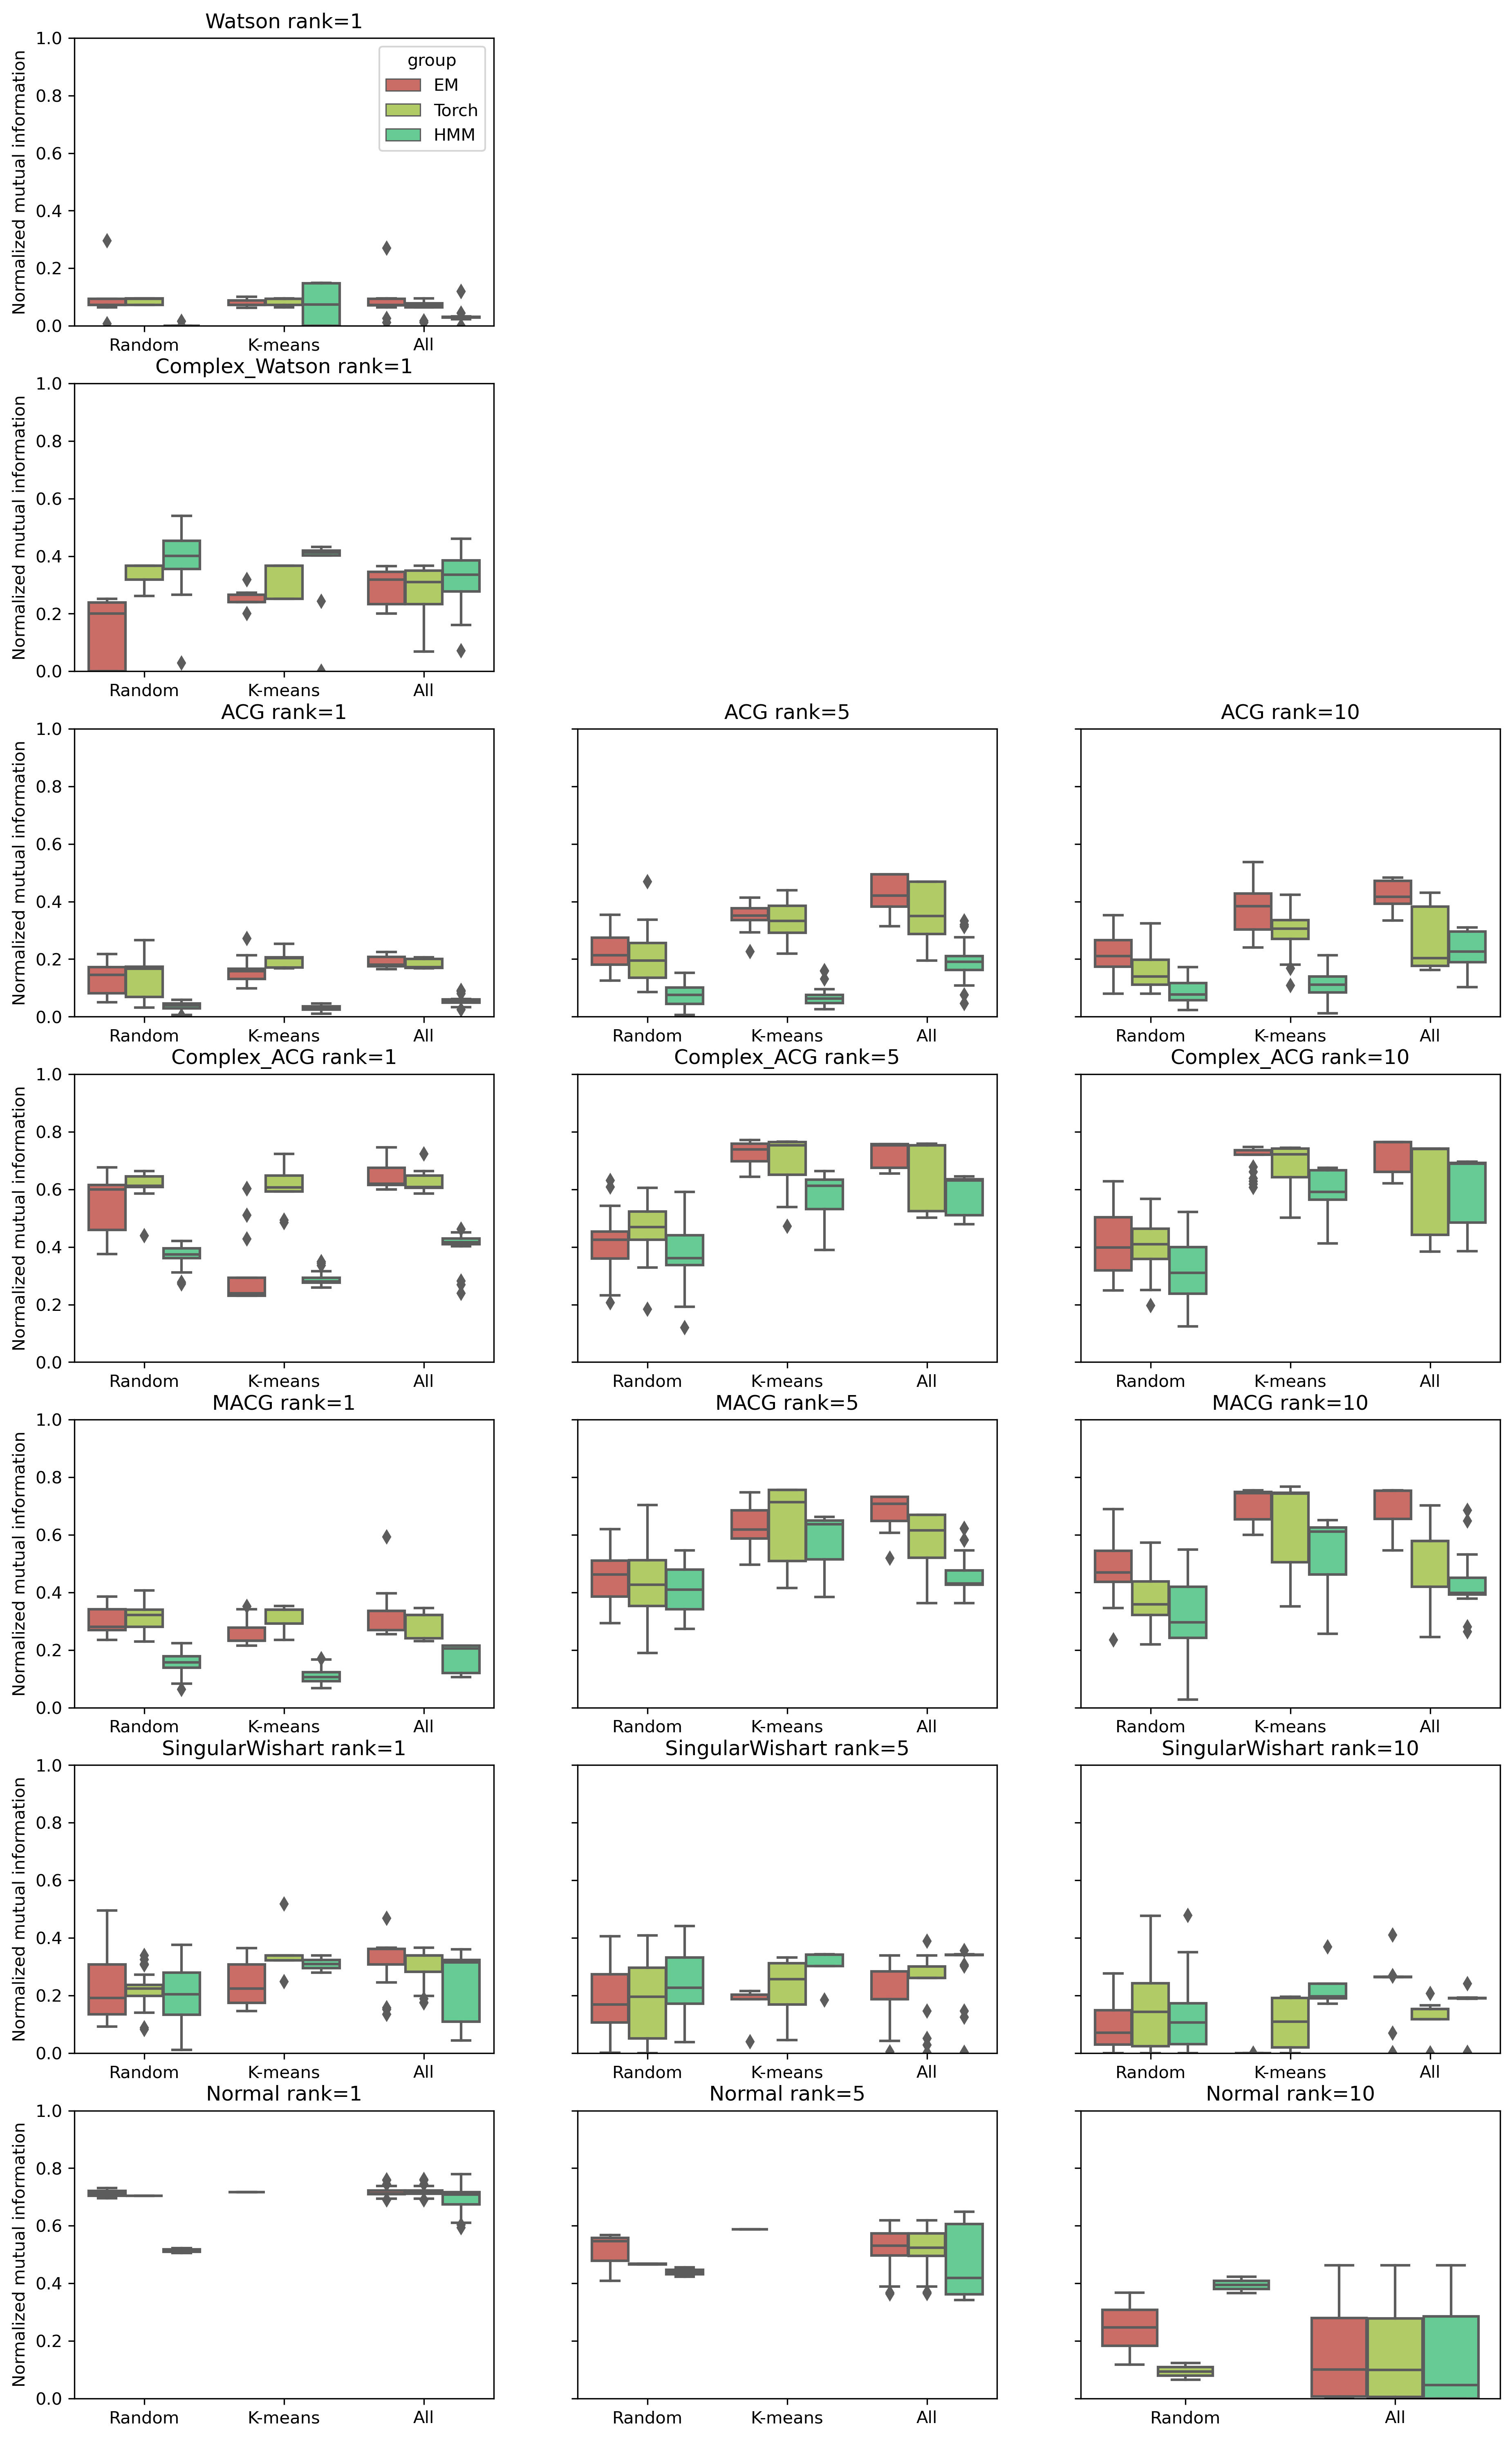 Watson rank=1
Normalized mutual information
1.0
0.8
0.6
0.4
0.2
0.0
group
EM
Torch
HMM
Random K-means All
Complex_Watson rank=1
Normalized mutual information
1.0
0.8
0.6
0.4
0.2
0.0
Random K-means All
ACG rank=1
Normalized mutual information
1.0
0.8
0.6
0.4
0.2
0.0
Random K-means All
ACG rank=5
Random K-means All
ACG rank=10
Random K-means All
Complex_ACG rank=1
Normalized mutual information
1.0
0.8
0.6
0.4
0.2
0.0
Random K-means All
Complex_ACG rank=5
Random K-means All
Complex_ACG rank=10
Random K-means All
MACG rank=1
Normalized mutual information
1.0
0.8
0.6
0.4
0.2
0.0
Random K-means All
MACG rank=5
Random K-means All
MACG rank=10
Random K-means All
SingularWishart rank=1
Normalized mutual information
1.0
0.8
0.6
0.4
0.2
0.0
Random K-means All
SingularWishart rank=5
Random K-means All
SingularWishart rank=10
Random K-means All
Normal rank=1
Normalized mutual information
1.0
0.8
0.6
0.4
0.2
0.0
Random K-means All
Normal rank=5
Random K-means All
Normal rank=10
Random All